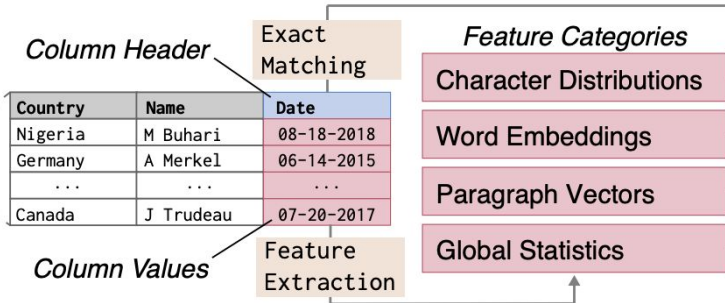 Column Header
Exact
Matching
Feature Categories
Character Distributions
Word Embeddings
Paragraph Vectors
Global Statistics
Country Name Date
Nigeria M Buhari 08-18-2018
Germany A Merkel 06-14-2015
... ... ...
Canada J Trudeau 07-20-2017
Column Values
Feature
Extraction